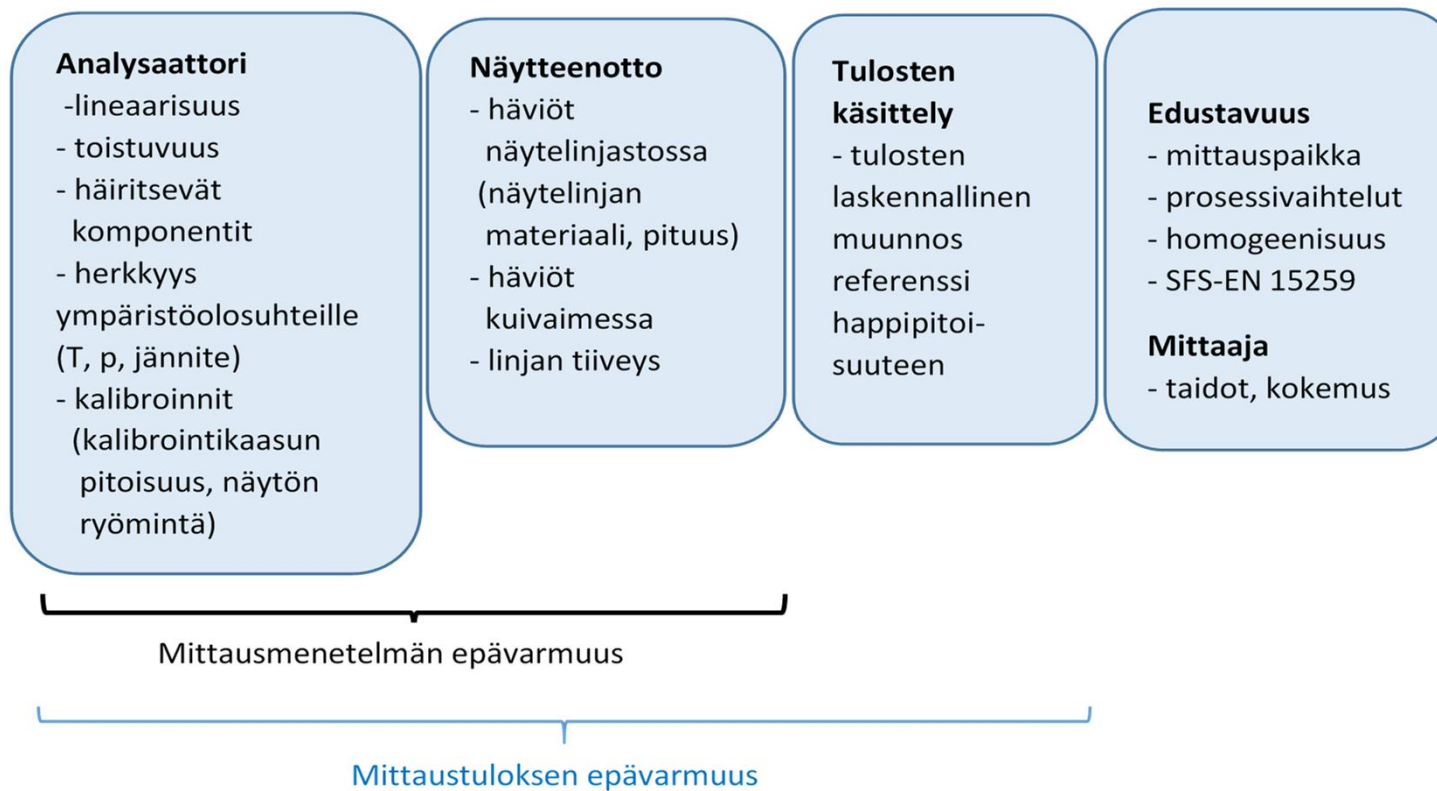 Analysaattori
-lineaarisuus
- toistuvuus
- häiritsevät
komponentit
- herkkyys
ympäristöolosuhteille
(T, p, jännite)
- kalibroinnit
(kalibrointikaasun
pitoisuus, näytön
ryömintä)
Näytteenotto
- häviöt
näytelinjastossa
(näytelinjan
materiaali, pituus)
- häviöt
kuivaimessa
- linjan tiiveys
Tulosten
käsittely
- tulosten
laskennallinen
muunnos
referenssi
happipitoi-
suuteen
Edustavuus
- mittauspaikka
- prosessivaihtelut
- homogeenisuus
- SFS-EN 15259
Mittaaja
- taidot, kokemus
Mittausmenetelmän epävarmuus
Mittaustuloksen epävarmuus